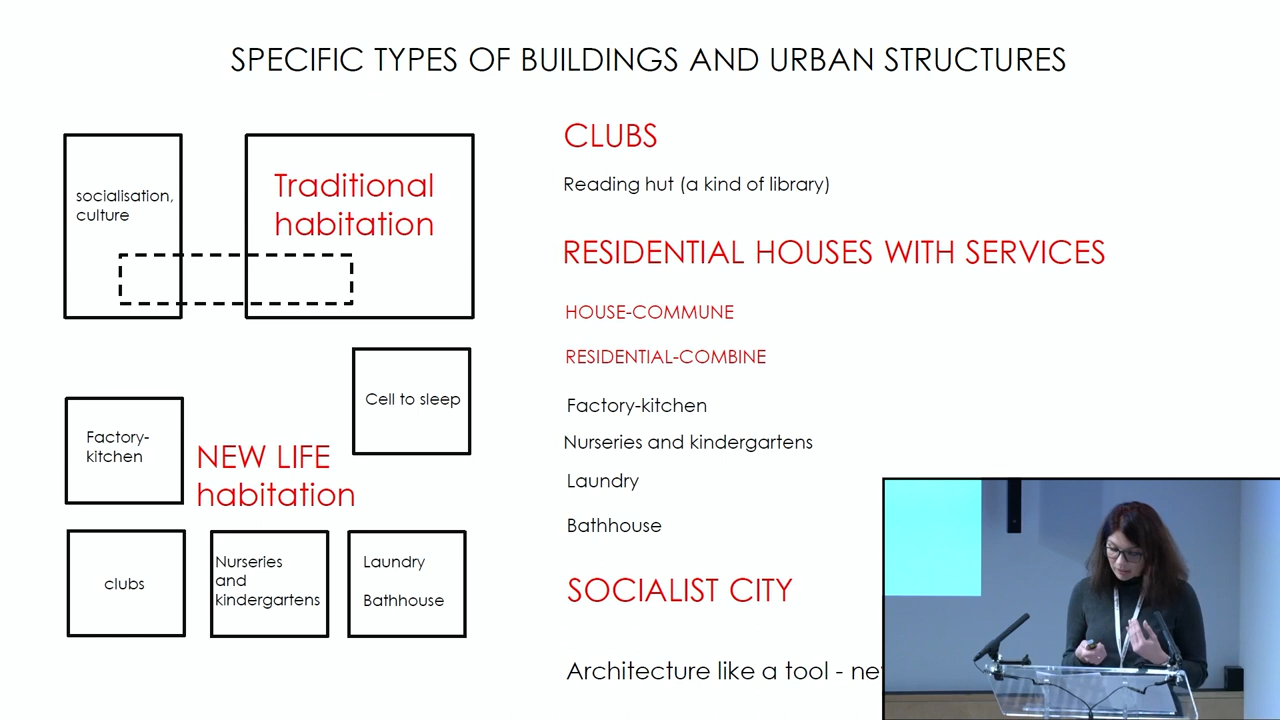 SPECIFIC TYPES OF BUILDINGS AND URBAN STRUCTURES
socialisation,
culture
Traditional
habitation
Cell to sleep
Factory-
kitchen
NEW LIFE
habitation
clubs
Nurseries
and
kindergartens
Laundry
Bathhouse
CLUBS
Reading hut (a kind of library)
RESIDENTIAL HOUSES WITH SERVICES
HOUSE-COMMUNE
RESIDENTIAL-COMBINE
Factory-kitchen
Nurseries and kindergartens
Laundry
Bathhouse
SOCIALIST CITY
Architecture like a tool -